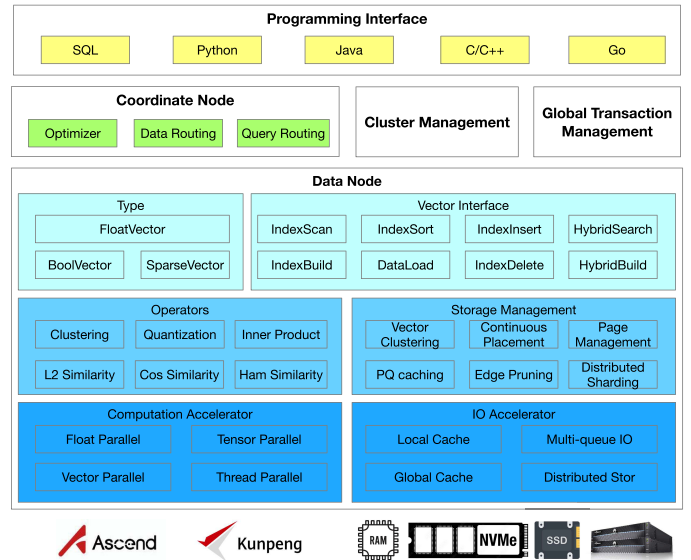 Programming Interface
SQL
Python
Java
C/C++
Go
Coordinate Node
Optimizer
Data Routing
Query Routing
Cluster Management
Global Transaction
Management
Data Node
Type
FloatVector
BoolVector
SparseVector
Vector Interface
IndexScan
IndexSort
IndexInsert
HybridSearch
IndexBuild
DataLoad
IndexDelete
HybridBuild
Operators
Clustering
Quantization
Inner Product
L2 Similarity
Cos Similarity
Ham Similarity
Storage Management
Vector
Clustering
Continuous
Placement
Page
Management
PQ caching
Edge Pruning
Distributed
Sharding
Computation Accelerator
Float Parallel
Tensor Parallel
Vector Parallel
Thread Parallel
IO Accelerator
Local Cache
Multi-queue IO
Global Cache
Distributed Stor
Ascend
Kunpeng
RAM
NVMe
SSD